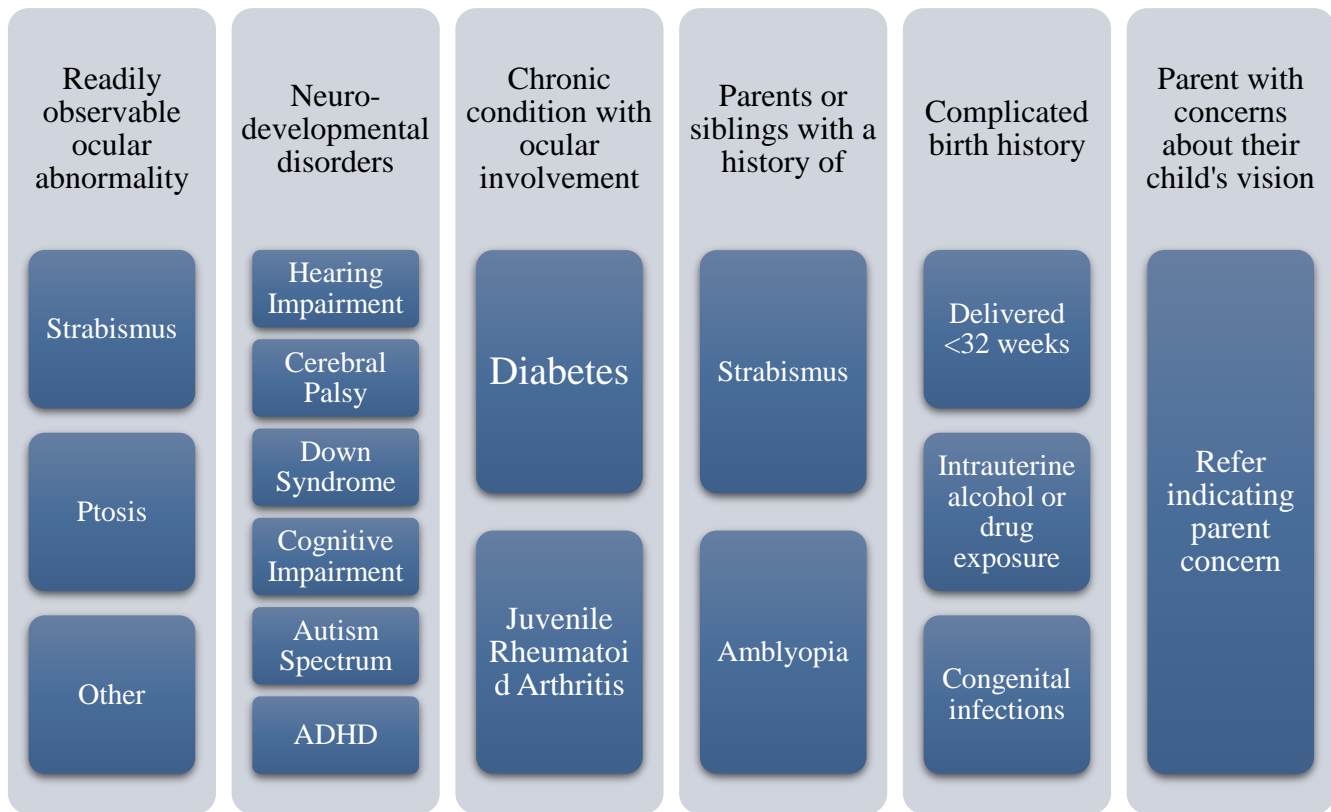 Readily
observable
ocular
abnormality
Strabismus
Ptosis
Other
Neuro-
developmental
disorders
Hearing
Impairment
Cerebral
Palsy
Down
Syndrome
Cognitive
Impairment
Autism
Spectrum
ADHD
Chronic
condition with
ocular
involvement
Diabetes
Juvenile
Rheumatoi
d Arthritis
Parents or
siblings with a
history of
Strabismus
Amblyopia
Complicated
birth history
Delivered
<32 weeks
Intrauterine
alcohol or
drug
exposure
Congenital
infections
Parent with
concerns
about their
child's vision
Refer
indicating
parent
concern